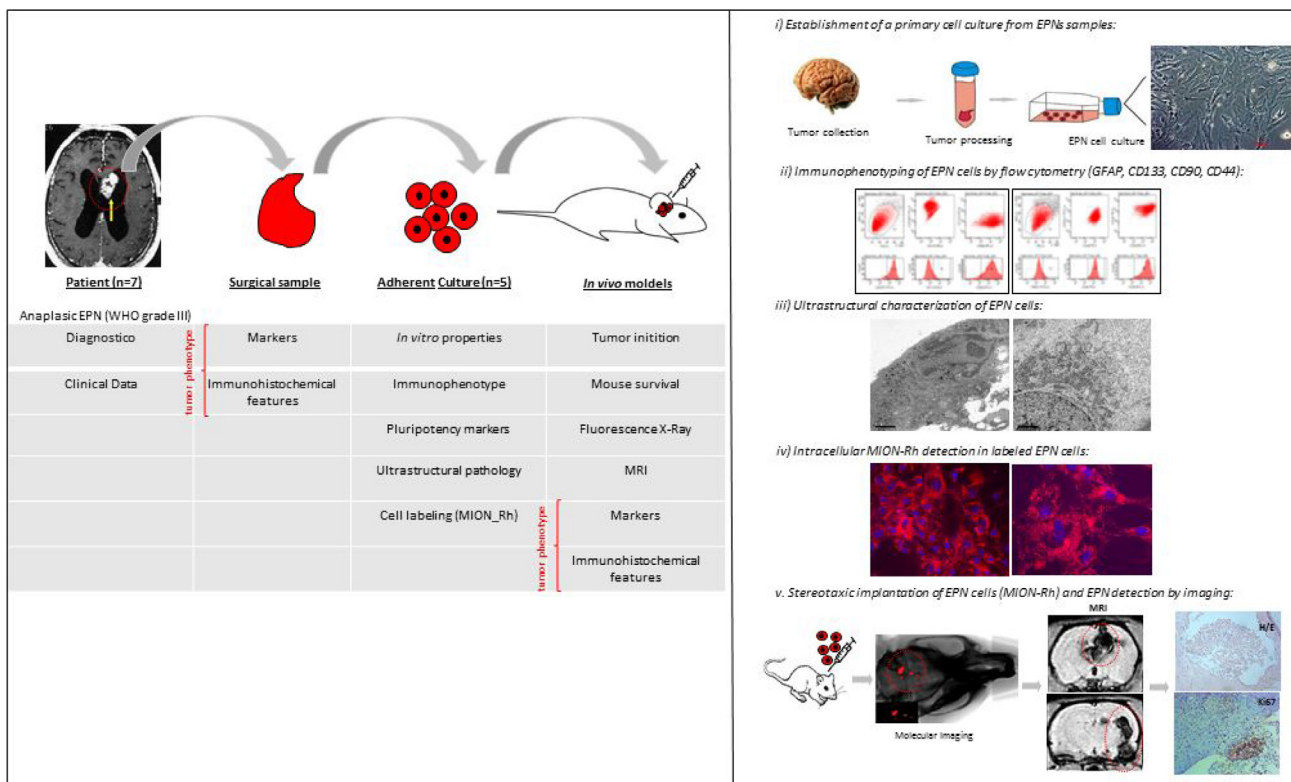 Patient (n=7)
Surgical sample
Adherent Culture (n=5)
In vivo moldels
Anaplasic EPN (WHO grade III)
Diagnostico
Markers
In vitro properties
Tumor initition
Clinical Data
Immunohistochemical
features
Immunophenotype
Mouse survival
tumor phenotype
Pluripotency markers
Fluorescence X-Ray
Ultrastructural pathology
MRI
Cell labeling (MION_Rh)
Markers
tumor phenotype
Immunohistochemical
features
i) Establishment of a primary cell culture from EPNs samples:
Tumor collection
Tumor processing
EPN cell culture
ii) Immunophenotyping of EPN cells by flow cytometry (GFAP, CD133, CD90, CD44):
iii) Ultrastructural characterization of EPN cells:
iv) Intracellular MION-Rh detection in labeled EPN cells:
v. Stereotaxic implantation of EPN cells (MION-Rh) and EPN detection by imaging:
MRI
H/E
Ki67
Molecular Imaging